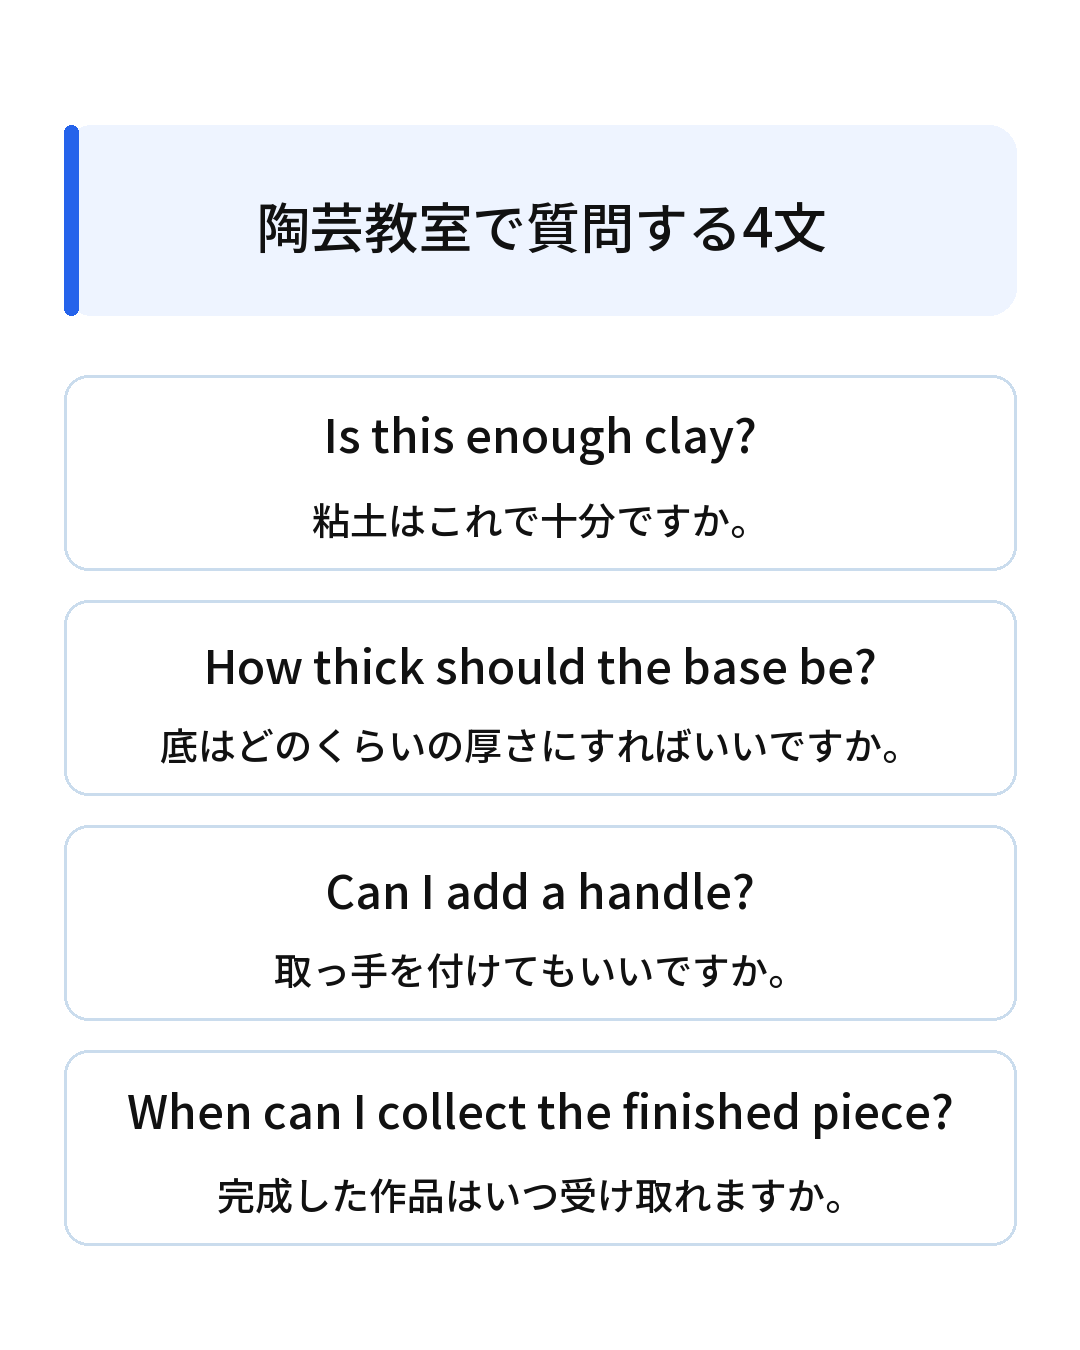 陶芸教室で質問する4文
Is this enough clay?
粘土はこれで十分ですか。
How thick should the base be?
底はどのくらいの厚さにすればいいですか。
Can I add a handle?
取っ手を付けてもいいですか。
When can I collect the finished piece?
完成した作品はいつ受け取れますか。